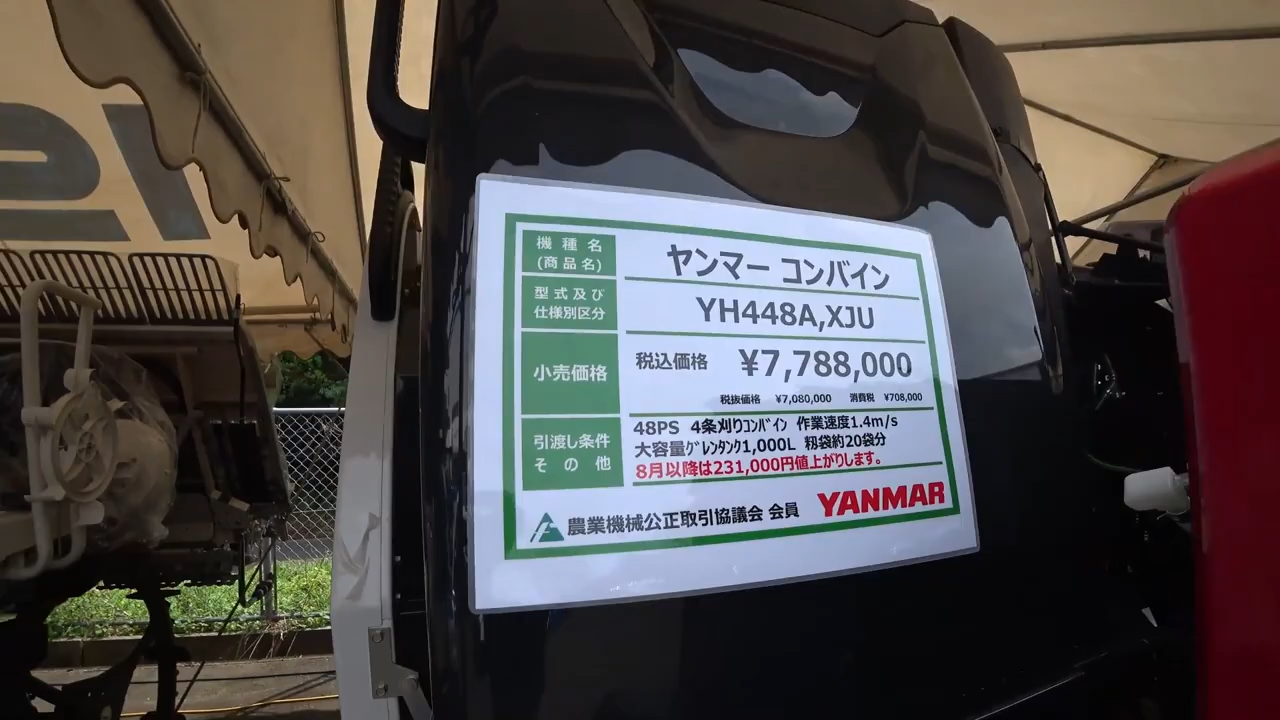 機種名
(商品名)
ヤンマー コンバイン
型式及び
仕様別区分
YH448A,XJU
小売価格
税込価格 ¥7,788,000
税抜価格 ¥7,080,000 消費税 ¥708,000
引渡し条件
その他
48PS 4条刈りコンバイン 作業速度1.4m/s
大容量グレンタンク1,000L 籾袋約20袋分
8月以降は231,000円値上がりします。
農業機械公正取引協議会 会員
YANMAR